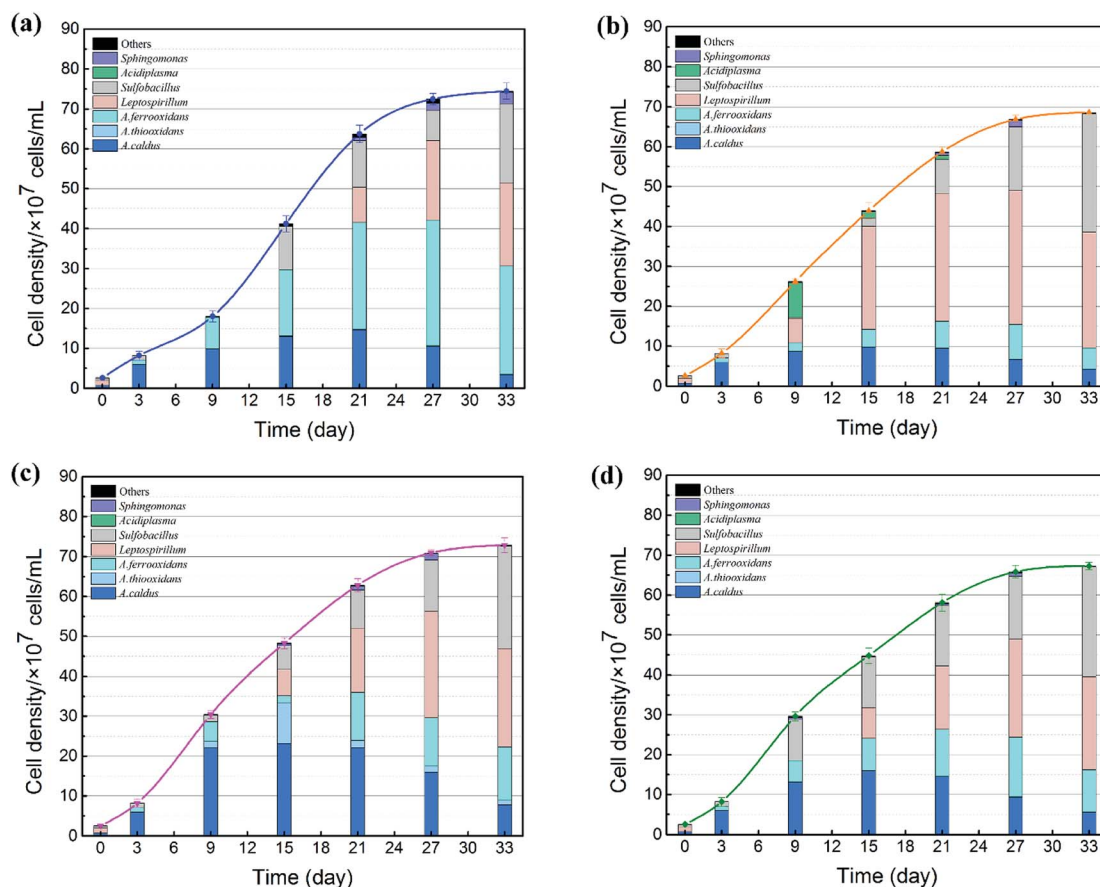 (a)
90
80
70
60
50
40
30
20
10
0
Cell density/×10⁷ cells/mL
Others
Sphingomonas
Acidiplasma
Sulfobacillus
Leptospirillum
A.ferrooxidans
A.thiooxidans
A.caldus
0 3 6 9 12 15 18 21 24 27 30 33
Time (day)
(b)
90
80
70
60
50
40
30
20
10
0
Cell density/×10⁷ cells/mL
Others
Sphingomonas
Acidiplasma
Sulfobacillus
Leptospirillum
A.ferrooxidans
A.thiooxidans
A.caldus
0 3 6 9 12 15 18 21 24 27 30 33
Time (day)
(c)
90
80
70
60
50
40
30
20
10
0
Cell density/×10⁷ cells/mL
Others
Sphingomonas
Acidiplasma
Sulfobacillus
Leptospirillum
A.ferrooxidans
A.thiooxidans
A.caldus
0 3 6 9 12 15 18 21 24 27 30 33
Time (day)
(d)
90
80
70
60
50
40
30
20
10
0
Cell density/×10⁷ cells/mL
Others
Sphingomonas
Acidiplasma
Sulfobacillus
Leptospirillum
A.ferrooxidans
A.thiooxidans
A.caldus
0 3 6 9 12 15 18 21 24 27 30 33
Time (day)